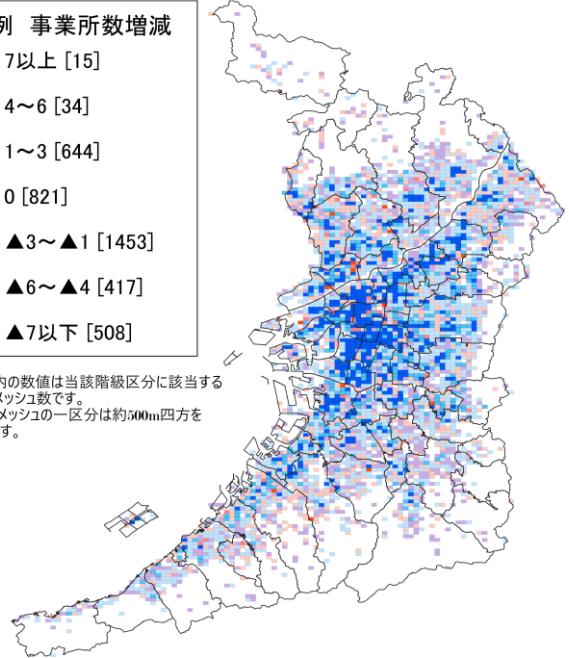 例 事業所数増減
7以上 [15]
4～6 [34]
1～3 [644]
0 [821]
▲3～▲1 [1453]
▲6～▲4 [417]
▲7以下 [508]
内の数値は当該階級区分に該当する
メッシュ数です。
メッシュの一区分は約500m四方を
す。